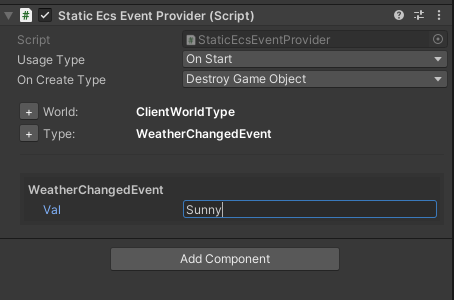 Static Ecs Event Provider (Script)
Script StaticEcsEventProvider
Usage Type On Start
On Create Type Destroy Game Object
+ World: ClientWorldType
+ Type: WeatherChangedEvent
WeatherChangedEvent
Val Sunny
Add Component